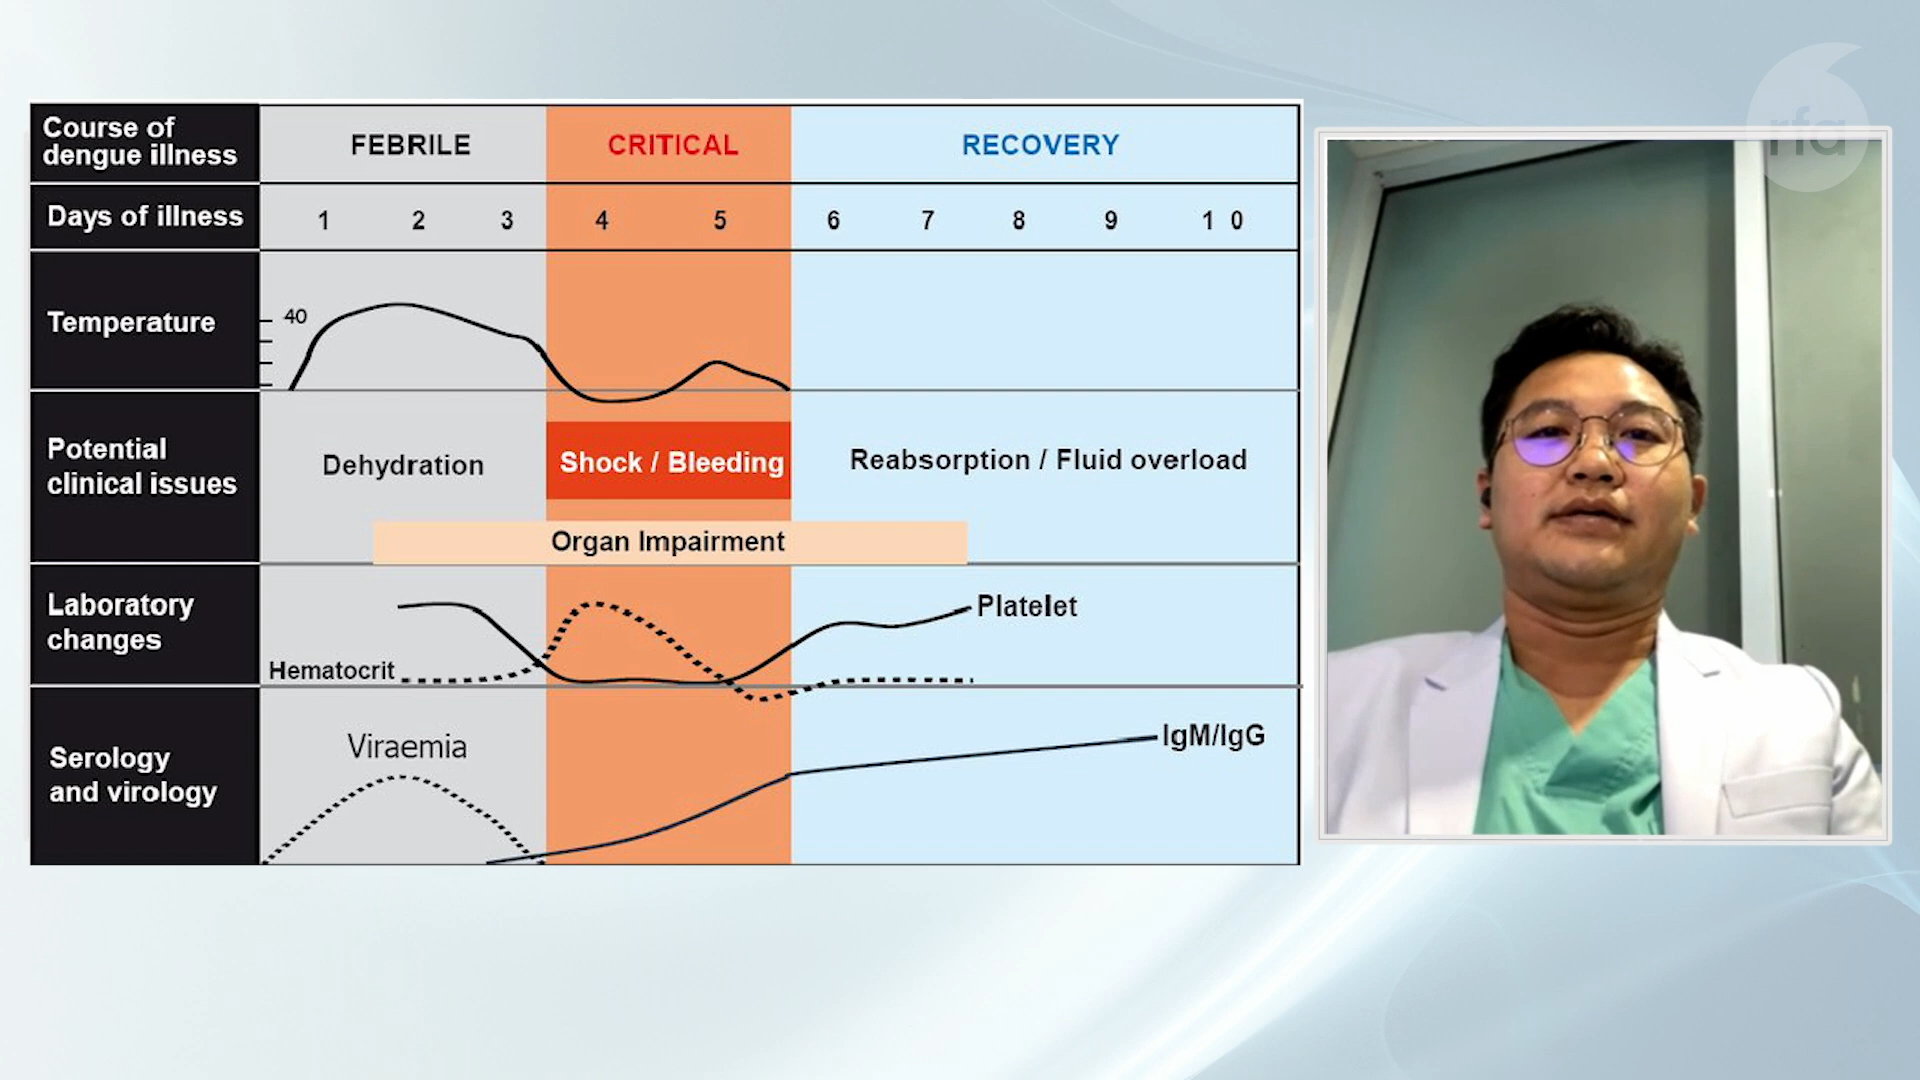 Course of
dengue illness
FEBRILE
CRITICAL
RECOVERY
Days of illness
1 2 3 4 5 6 7 8 9 1 0
Temperature
40
Potential
clinical issues
Dehydration
Shock / Bleeding
Reabsorption / Fluid overload
Organ Impairment
Laboratory
changes
Platelet
Hematocrit
Serology
and virology
Viraemia
IgM/IgG
rfa